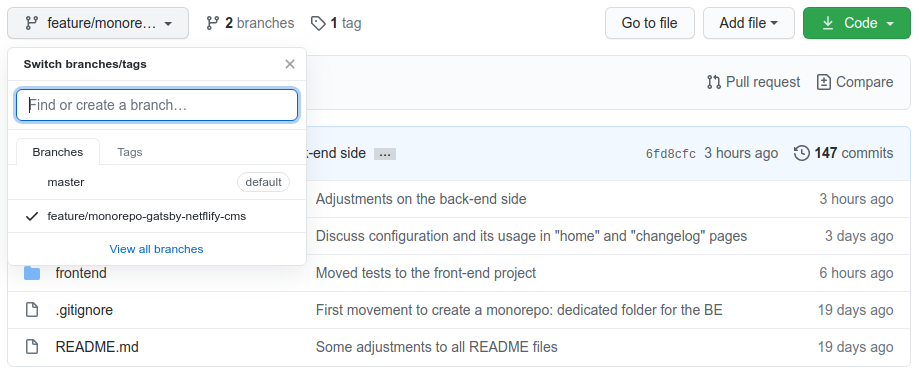 feature/monore…
2 branches
1 tag
Go to file
Add file
Code
Switch branches/tags
Find or create a branch…
Branches
Tags
master
default
feature/monorepo-gatsby-netflify-cms
View all branches
Pull request
Compare
-end side … 6fd8cfc 3 hours ago 147 commits
Adjustments on the back-end side 3 hours ago
Discuss configuration and its usage in "home" and "changelog" pages 3 days ago
frontend Moved tests to the front-end project 6 hours ago
.gitignore First movement to create a monorepo: dedicated folder for the BE 19 days ago
README.md Some adjustments to all README files 19 days ago